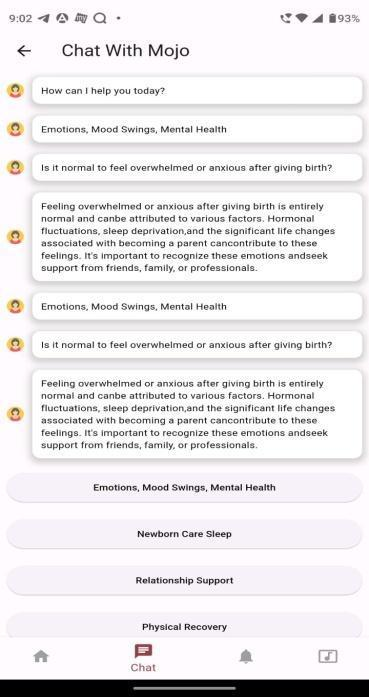 9:02
93%
Chat With Mojo
How can I help you today?
Emotions, Mood Swings, Mental Health
Is it normal to feel overwhelmed or anxious after giving birth?
Feeling overwhelmed or anxious after giving birth is entirely
normal and canbe attributed to various factors. Hormonal
fluctuations, sleep deprivation,and the significant life changes
associated with becoming a parent cancontribute to these
feelings. It's important to recognize these emotions andseek
support from friends, family, or professionals.
Emotions, Mood Swings, Mental Health
Is it normal to feel overwhelmed or anxious after giving birth?
Feeling overwhelmed or anxious after giving birth is entirely
normal and canbe attributed to various factors. Hormonal
fluctuations, sleep deprivation,and the significant life changes
associated with becoming a parent cancontribute to these
feelings. It's important to recognize these emotions andseek
support from friends, family, or professionals.
Emotions, Mood Swings, Mental Health
Newborn Care Sleep
Relationship Support
Physical Recovery
Chat